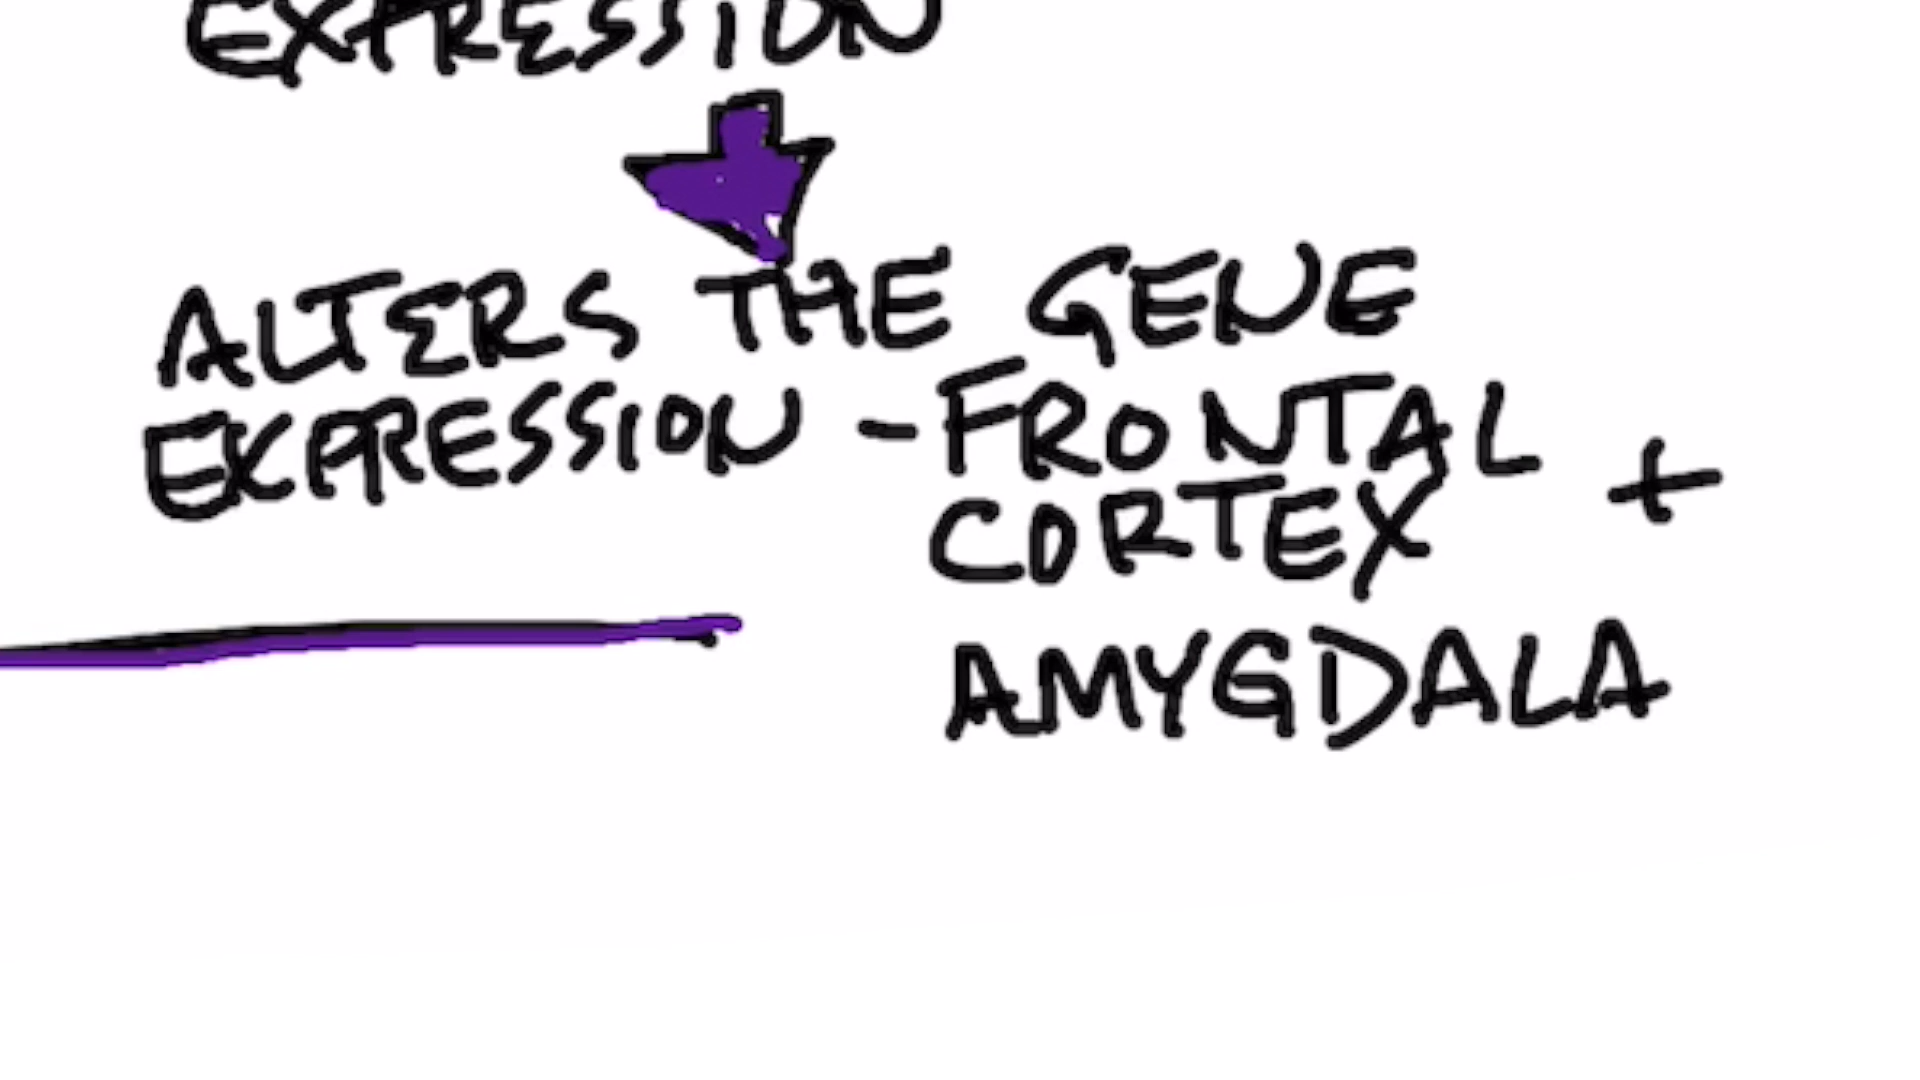 EXPRESSION
ALTERS THE GENE
EXPRESSION - FRONTAL
CORTEX +
AMYGDALA